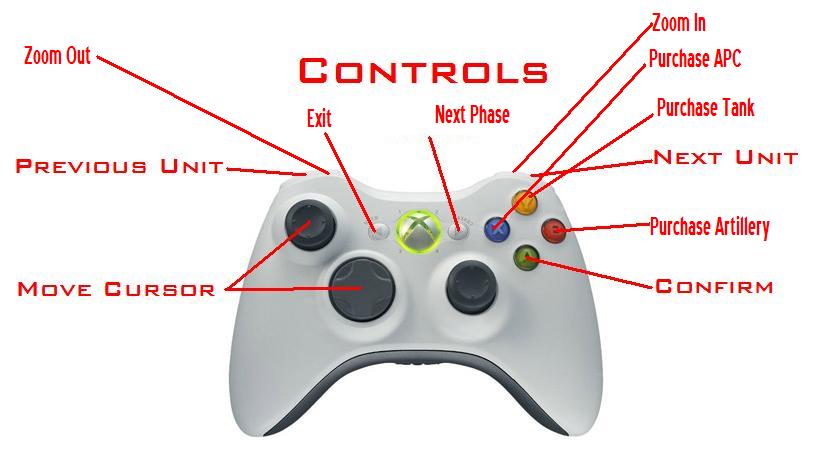 Zoom In
Zoom Out
CONTROLS
Purchase APC
Exit
Next Phase
Purchase Tank
PREVIOUS UNIT
NEXT UNIT
Y
X
B
Purchase Artillery
A
MOVE CURSOR
CONFIRM